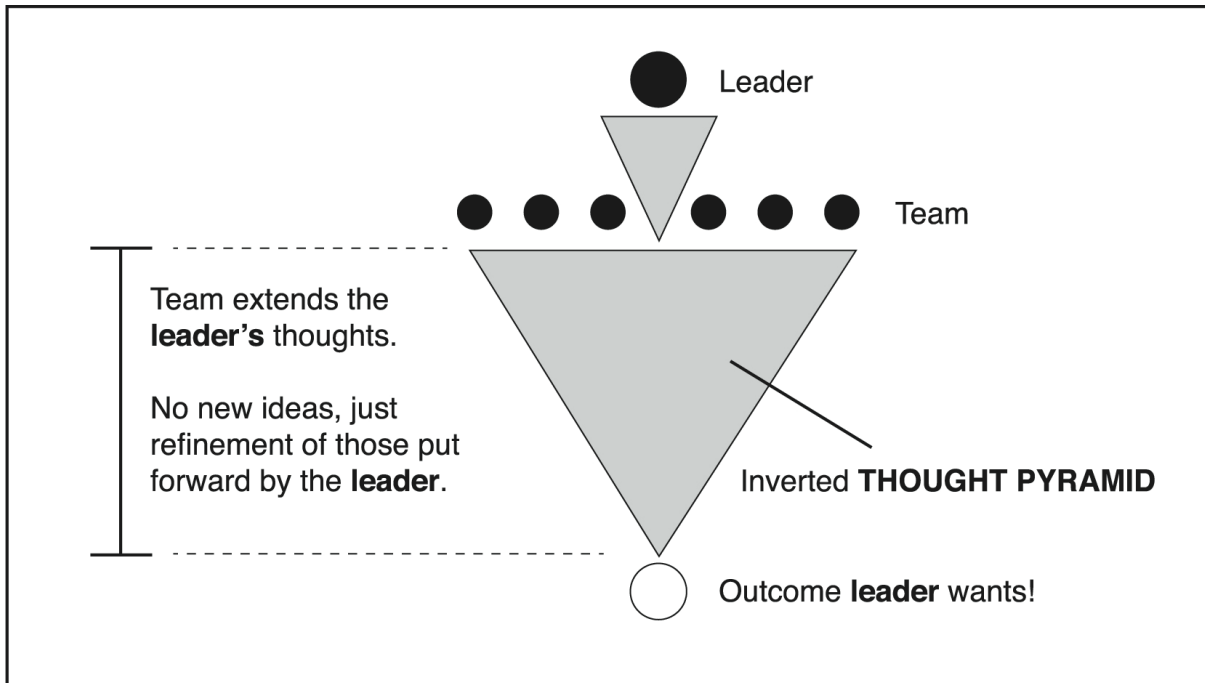 Leader
Team
Team extends the
leader’s thoughts.
No new ideas, just
refinement of those put
forward by the leader.
Inverted THOUGHT PYRAMID
Outcome leader wants!